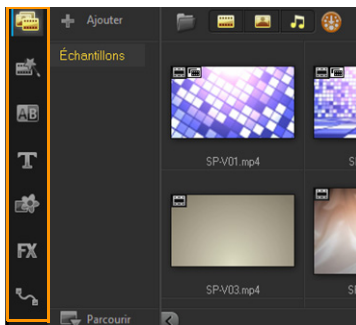 Ajouter
Échantillons
AB
T
FX
SP-V01.mp4
SP-V03.mp4
Parcourir